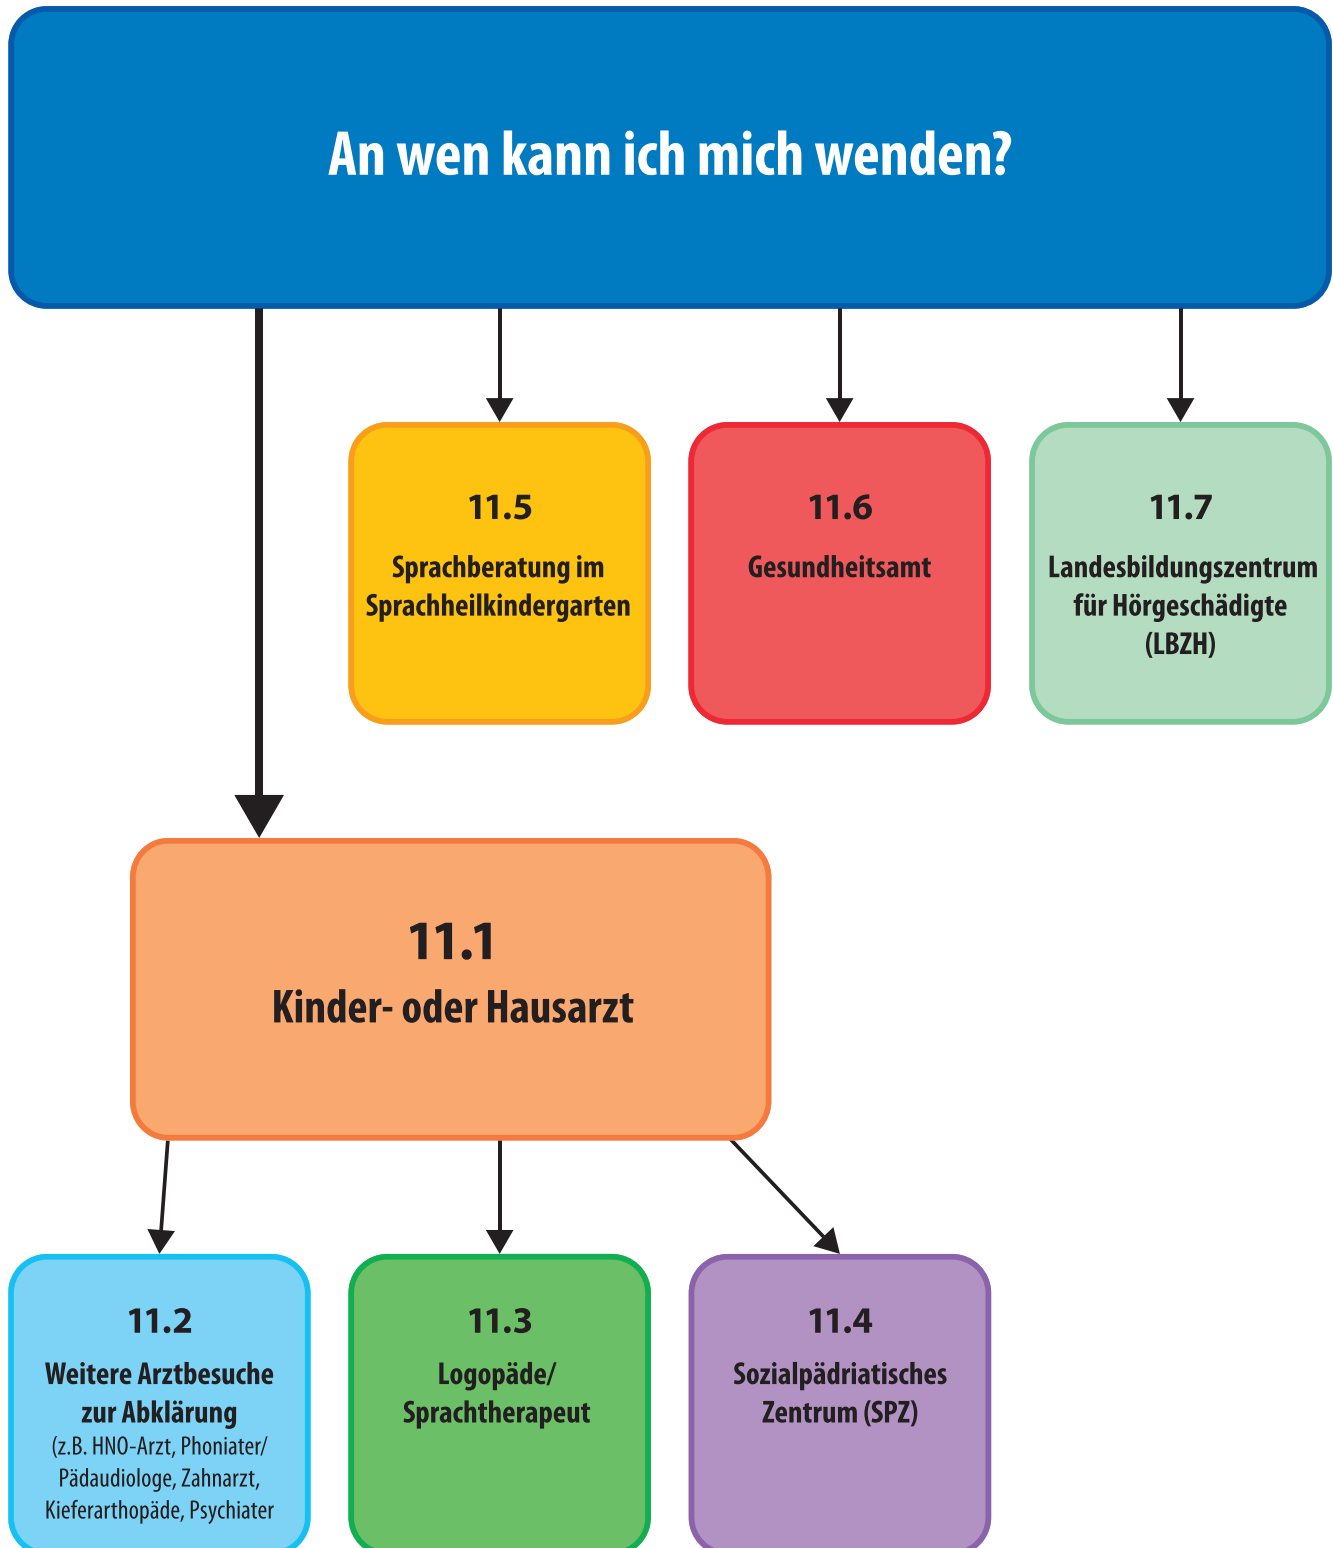 An wen kann ich mich wenden?
11.5
Sprachberatung im
Sprachheilkindergarten
11.6
Gesundheitsamt
11.7
Landesbildungszentrum
für Hörgeschädigte
(LBZH)
11.1
Kinder- oder Hausarzt
11.2
Weitere Arztbesuche
zur Abklärung
(z.B. HNO-Arzt, Phoniater/
Pädaudiologe, Zahnarzt,
Kieferarthopäde, Psychiater
11.3
Logopäde/
Sprachtherapeut
11.4
Sozialpädriatisches
Zentrum (SPZ)